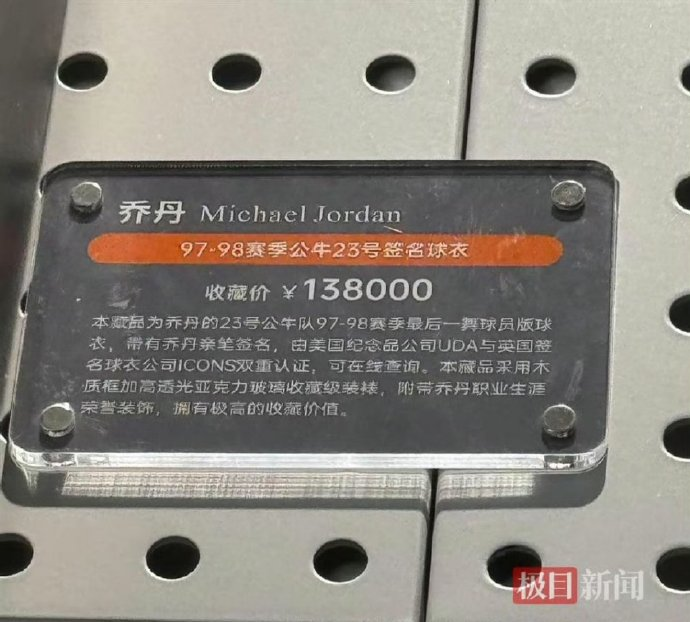 乔丹 Michael Jordan
97-98赛季公牛23号签名球衣
收藏价 ¥138000
本藏品为乔丹的23号公牛队97-98赛季最后一舞球员版球
衣，带有乔丹亲笔签名，由美国纪念品公司UDA与英国签
名球衣公司ICONS双重认证，可在线查询。本藏品采用木
质框加高透光亚克力玻璃收藏级装裱，附带乔丹职业生涯
荣誉装饰，拥有极高的收藏价值。
极目新闻